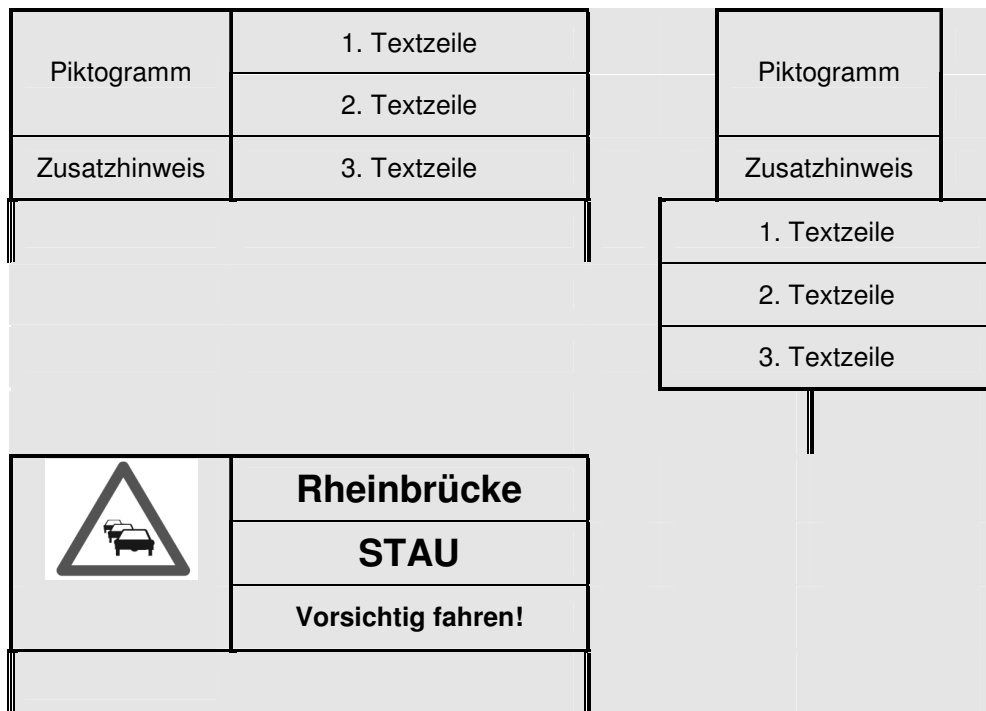 Piktogramm
1. Textzeile
2. Textzeile
Zusatzhinweis
3. Textzeile
Piktogramm
Zusatzhinweis
1. Textzeile
2. Textzeile
3. Textzeile
Rheinbrücke
STAU
Vorsichtig fahren!